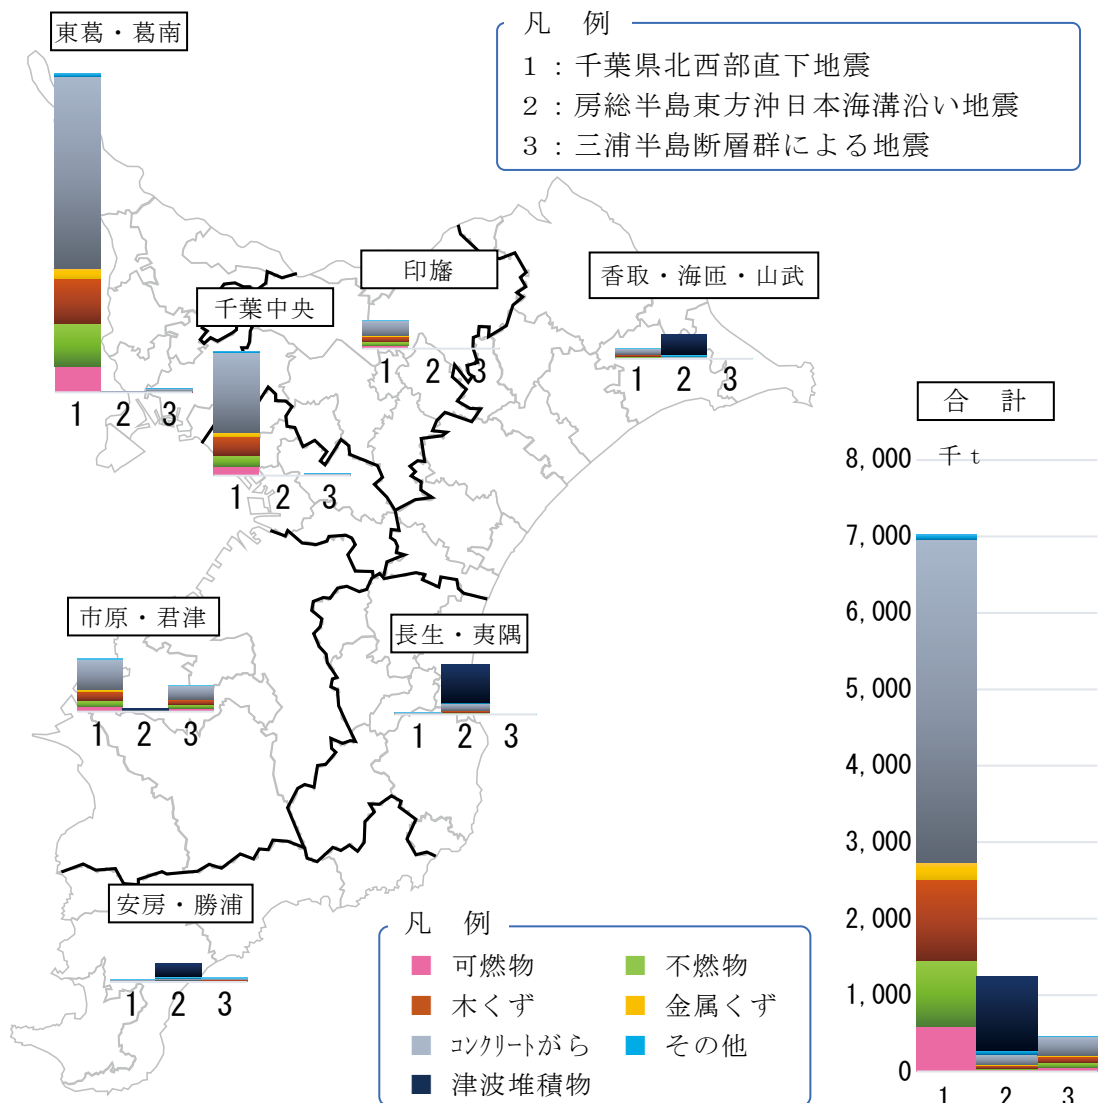 東葛・葛南
凡　例
1：千葉県北西部直下地震
2：房総半島東方沖日本海溝沿い地震
3：三浦半島断層群による地震
印旛
香取・海匝・山武
千葉中央
1 2 3
1 2 3
1 2 3
1 2 3
合　計
千ｔ
8,000
7,000
6,000
5,000
4,000
3,000
2,000
1,000
0
1 2 3
市原・君津
1 2 3
長生・夷隅
1 2 3
安房・勝浦
1 2 3
凡　例
可燃物 不燃物
木くず 金属くず
ｺﾝｸﾘｰﾄがら その他
津波堆積物